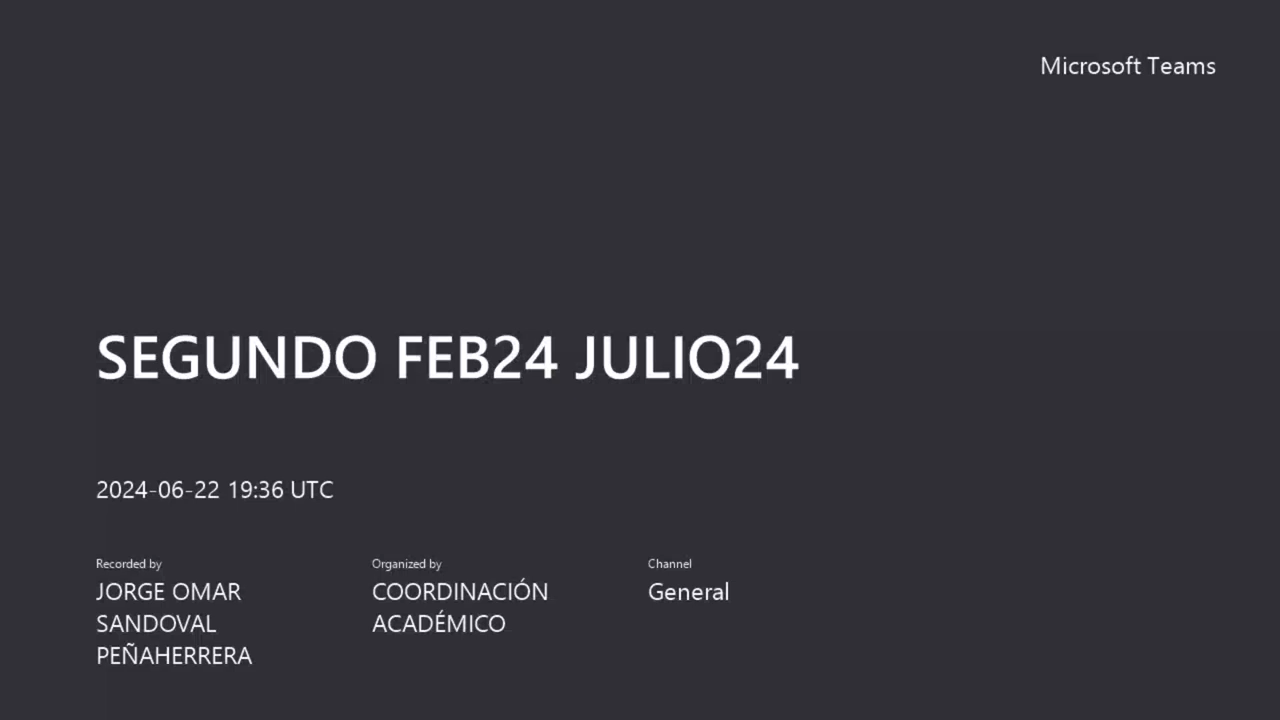 Microsoft Teams
SEGUNDO FEB24 JULIO24
2024-06-22 19:36 UTC
Recorded by
JORGE OMAR
SANDOVAL
PEÑAHERRERA
Organized by
COORDINACIÓN
ACADÉMICO
Channel
General